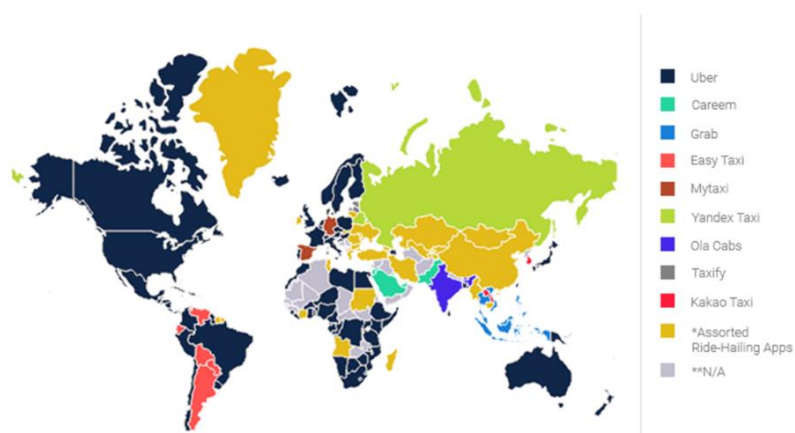 Uber
Careem
Grab
Easy Taxi
Mytaxi
Yandex Taxi
Ola Cabs
Taxify
Kakao Taxi
*Assorted
Ride-Hailing Apps
**N/A